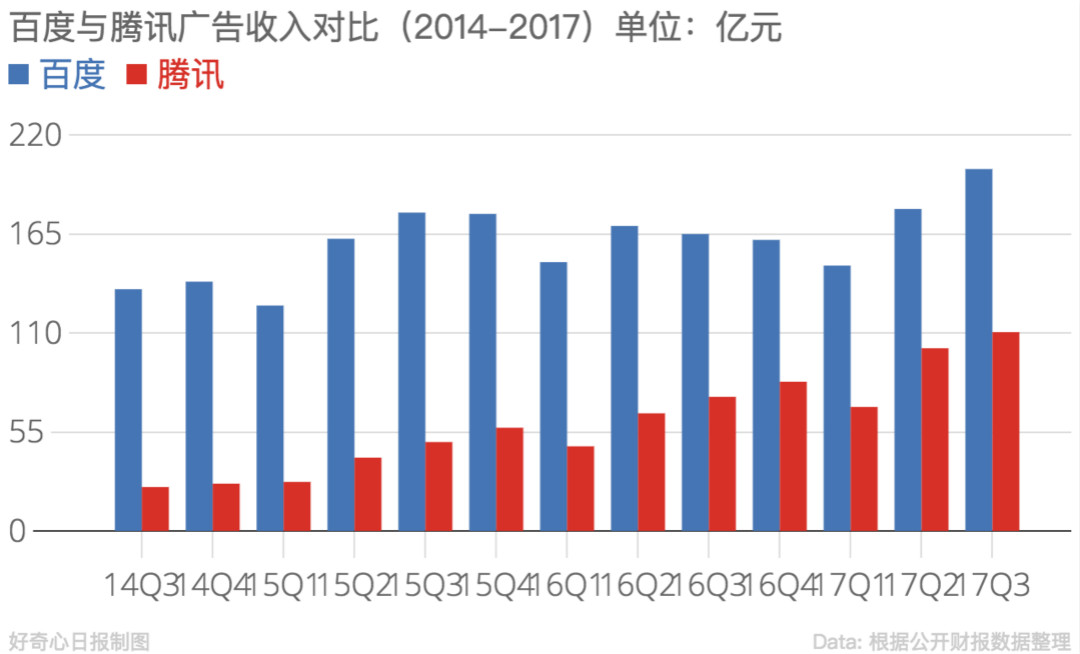 百度与腾讯广告收入对比（2014–2017）单位：亿元
百度 腾讯
220
165
110
55
0
14Q3 14Q4 15Q1 15Q2 15Q3 15Q4 16Q1 16Q2 16Q3 16Q4 17Q1 17Q2 17Q3
好奇心日报制图 Data: 根据公开财报数据整理